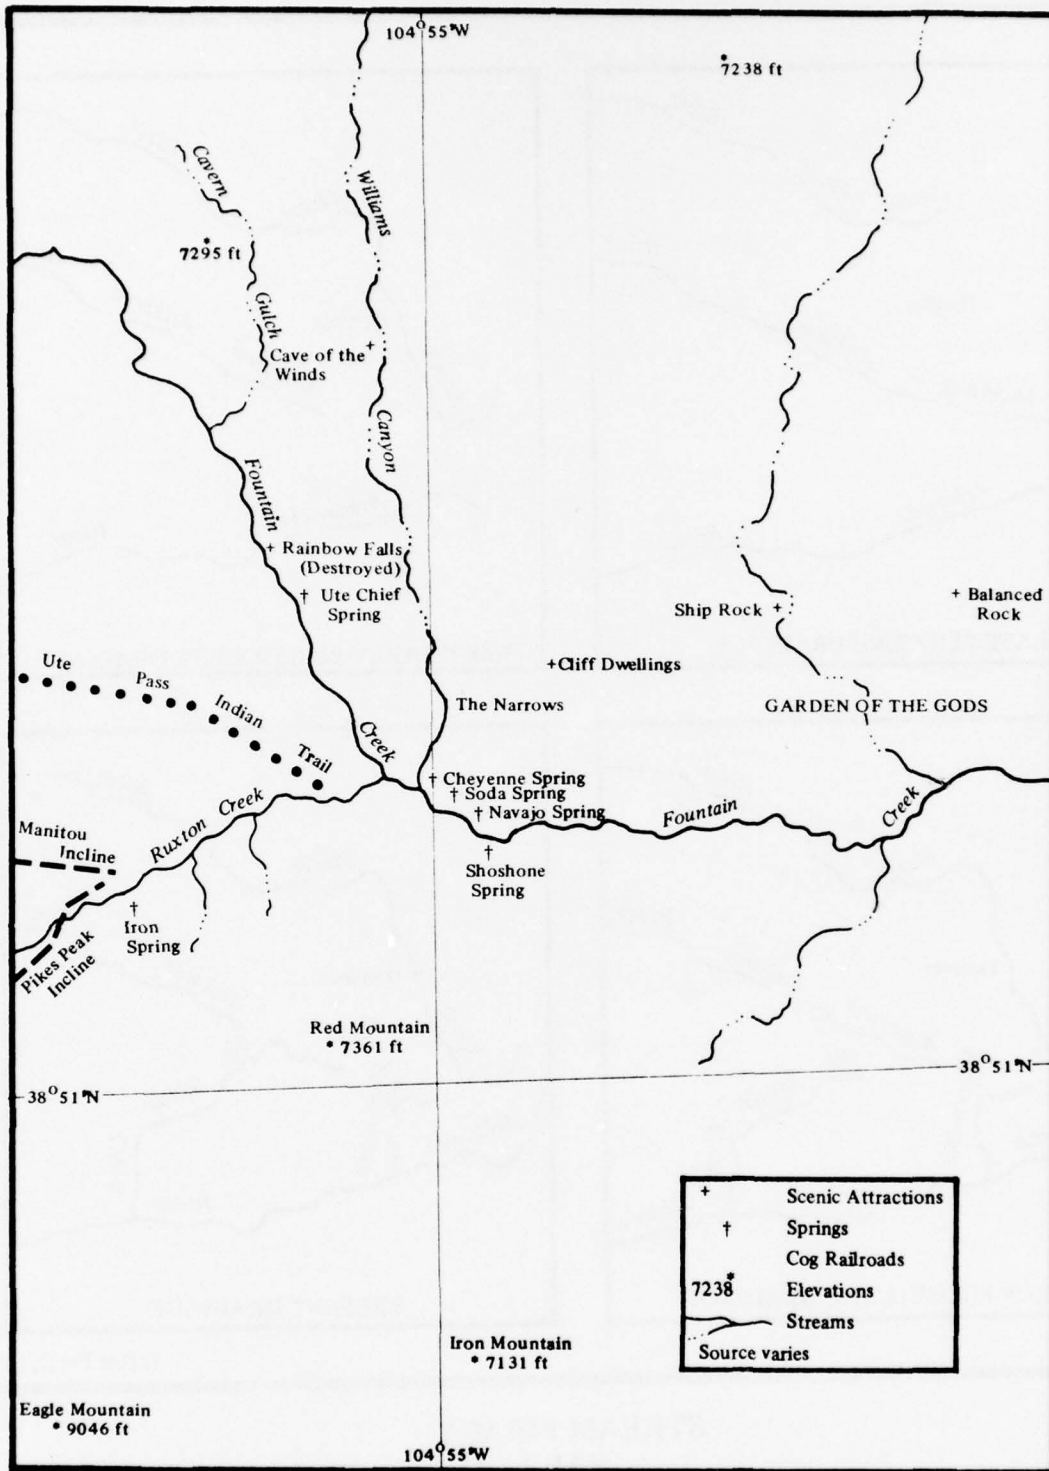 104°55'W
7238 ft
Cavern
Williams
7295 ft
Gulch
Cave of the
Winds
Canyon
Fountain
Rainbow Falls
(Destroyed)
Ute Chief
Spring
Ship Rock
Balanced
Rock
Cliff Dwellings
Ute
Pass
Indian
Trail
The Narrows
GARDEN OF THE GODS
Creek
Cheyenne Spring
Soda Spring
Navajo Spring
Fountain
Creek
Ruxton Creek
Manitou
Incline
Shoshone
Spring
Iron
Spring
Pikes Peak
Incline
Red Mountain
7361 ft
38°51'N
38°51'N
Scenic Attractions
Springs
Cog Railroads
7238 Elevations
Streams
Source varies
Iron Mountain
7131 ft
Eagle Mountain
9046 ft
104°55'W